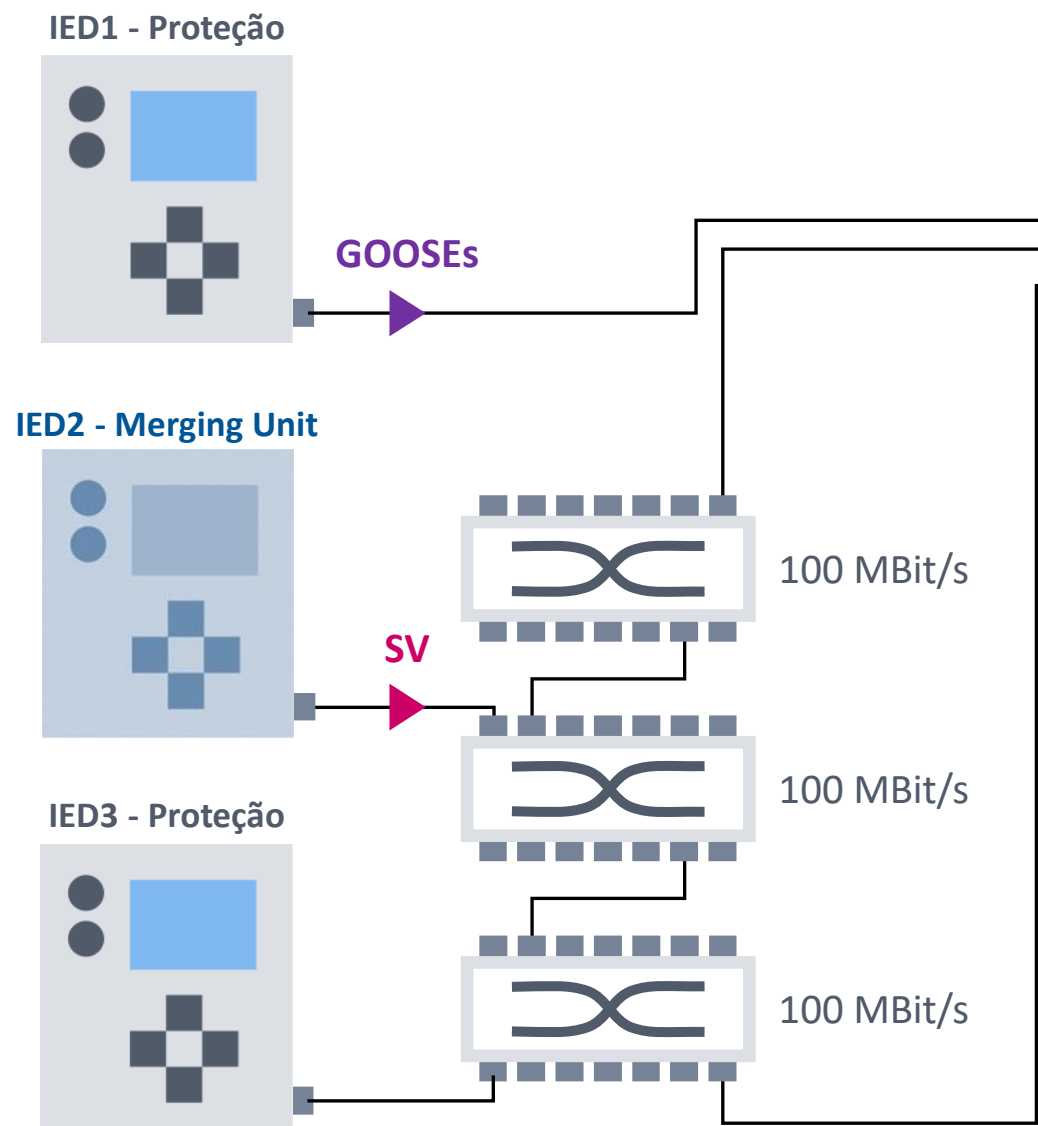 IED1 - Proteção
GOOSEs
IED2 - Merging Unit
100 MBit/s
SV
100 MBit/s
IED3 - Proteção
100 MBit/s